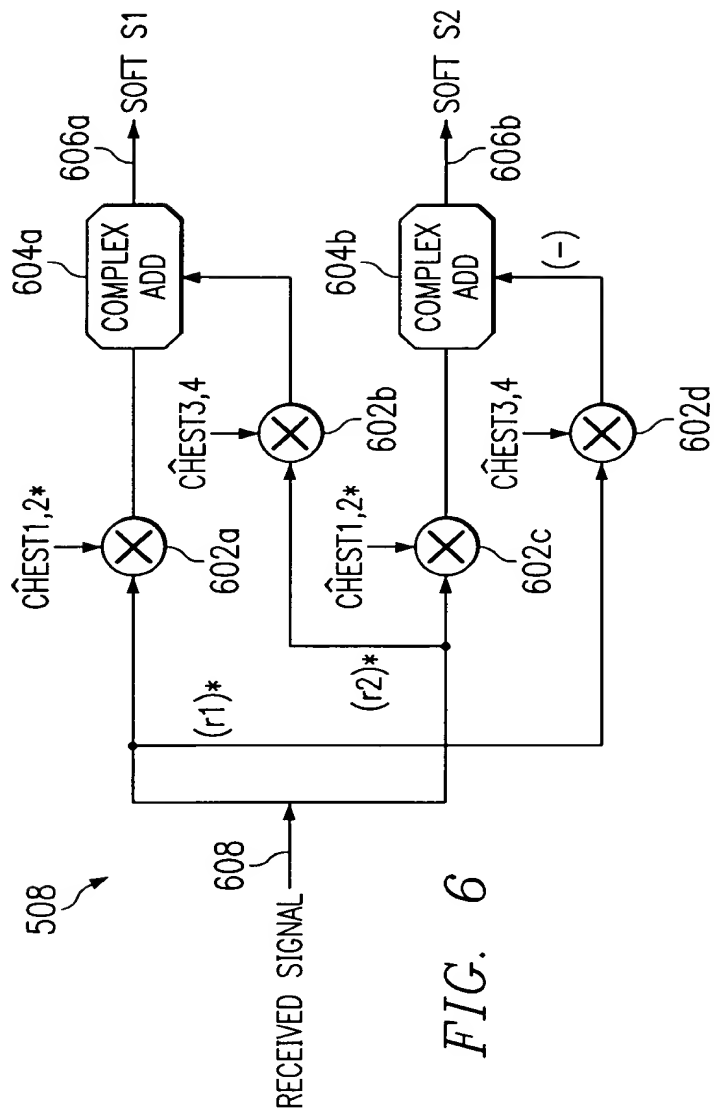 508
RECEIVED SIGNAL
608
(r1)*
(r2)*
ĈHEST1,2*
602a
ĈHEST3,4
602b
COMPLEX
ADD
604a
606a
SOFT S1
ĈHEST1,2*
602c
ĈHEST3,4
602d
COMPLEX
ADD
604b
(-)
606b
SOFT S2
FIG. 6